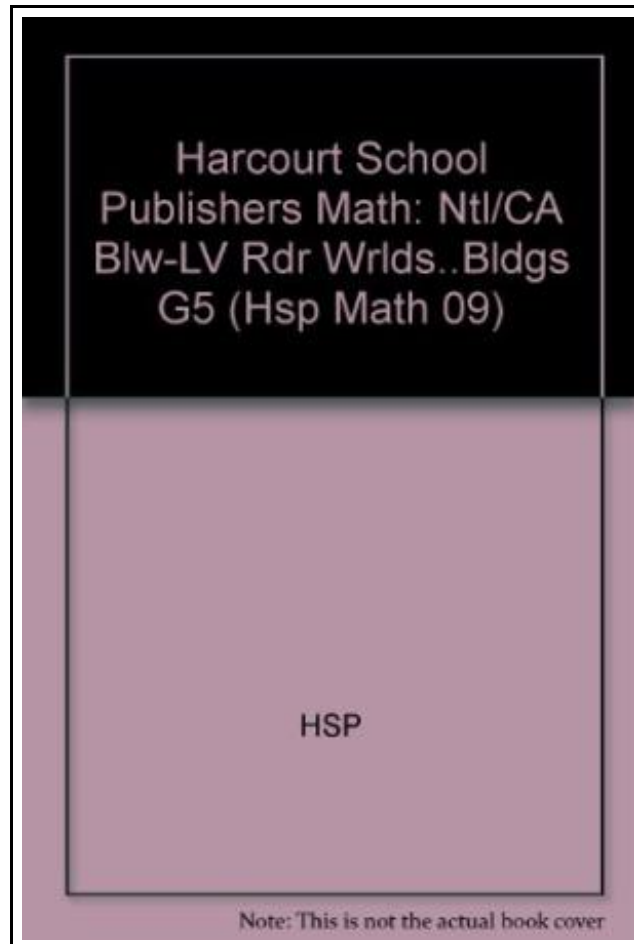 Harcourt School
Publishers Math: Ntl/CA
Blw-LV Rdr Wrlds..Bldgs
G5 (Hsp Math 09)
HSP
Note: This is not the actual book cover